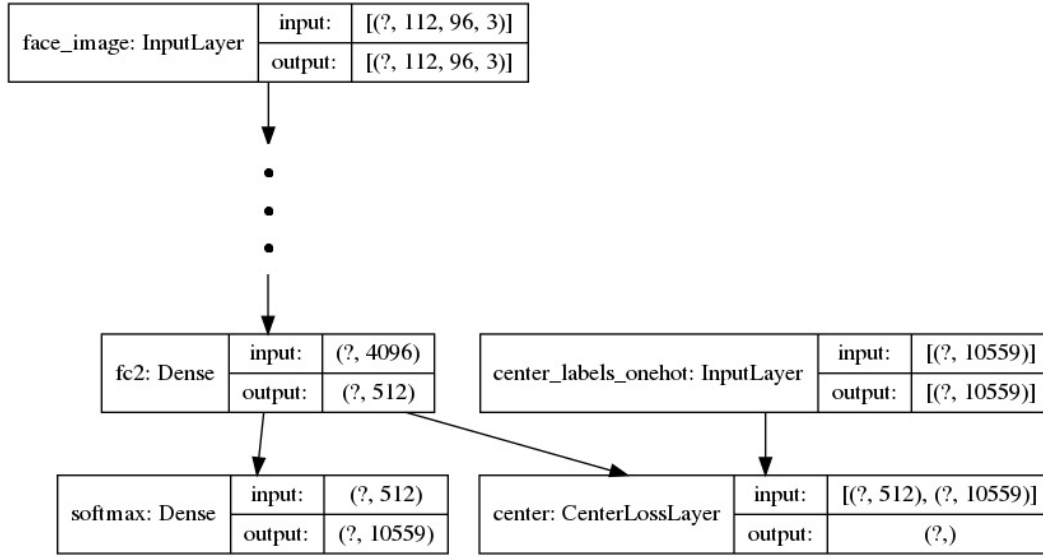 face_image: InputLayer
input:
[(?, 112, 96, 3)]
output:
[(?, 112, 96, 3)]
fc2: Dense
input:
(?, 4096)
output:
(?, 512)
center_labels_onehot: InputLayer
input:
[(?, 10559)]
output:
[(?, 10559)]
softmax: Dense
input:
(?, 512)
output:
(?, 10559)
center: CenterLossLayer
input:
[(?, 512), (?, 10559)]
output:
(?,)